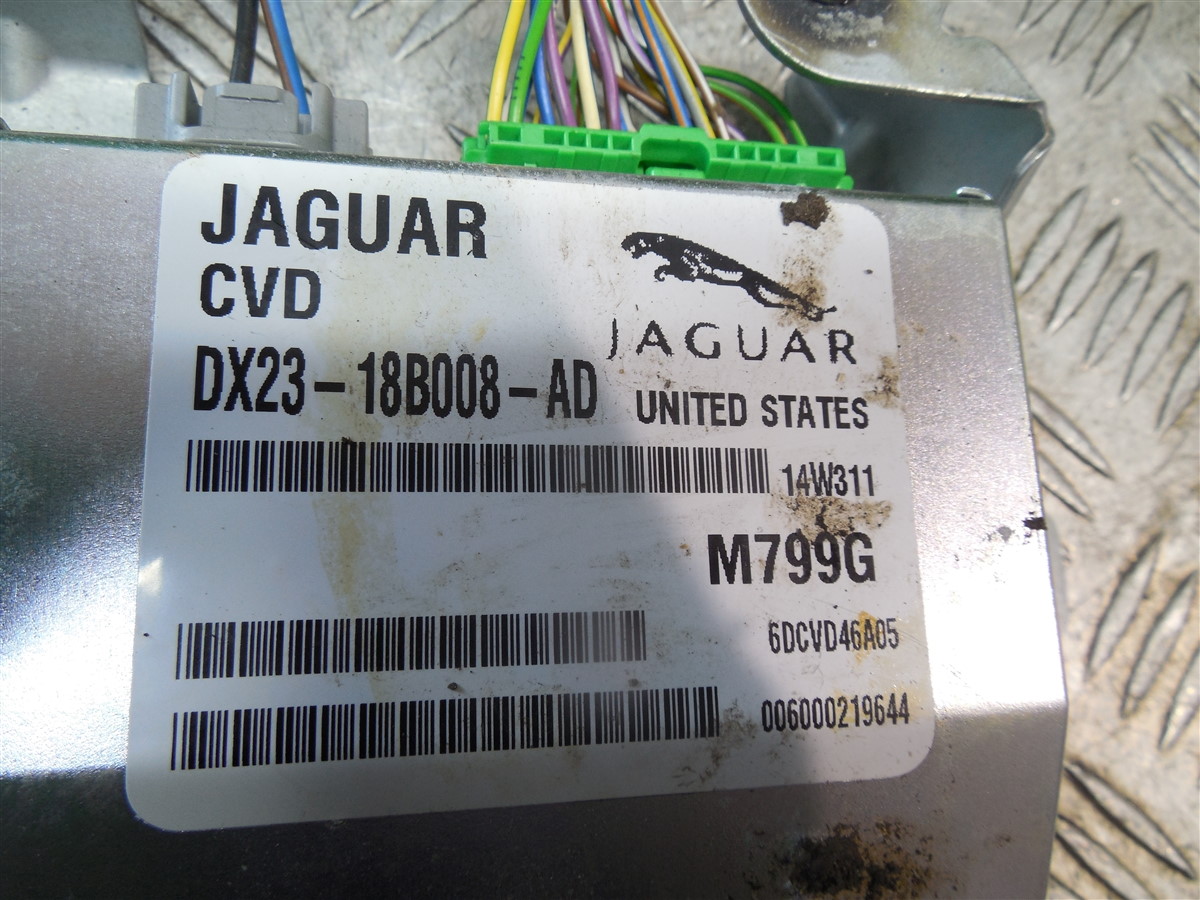 JAGUAR
CVD
JAGUAR
DX23-18B008-AD
UNITED STATES
14W311
M799G
6DCVD46A05
006000219644